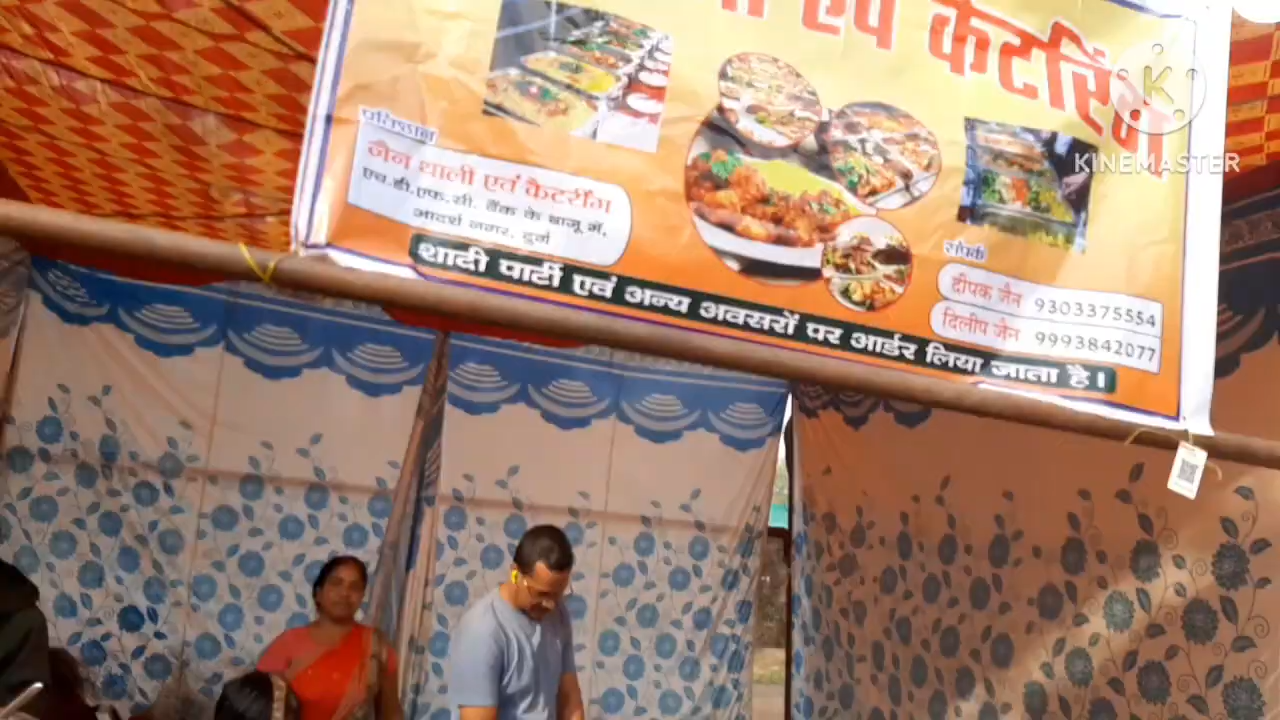 एवं कैटरिंग
प्रतिष्ठान
जैन थाली एवं कैटरींग
एच.डी.एफ.सी. बैंक के बाजू में,
आदर्श नगर, दुर्ग
संपर्क
दीपक जैन 9303375554
दिलीप जैन 9993842077
शादी पार्टी एवं अन्य अवसरों पर आर्डर लिया जाता है।
K
KINEMASTER